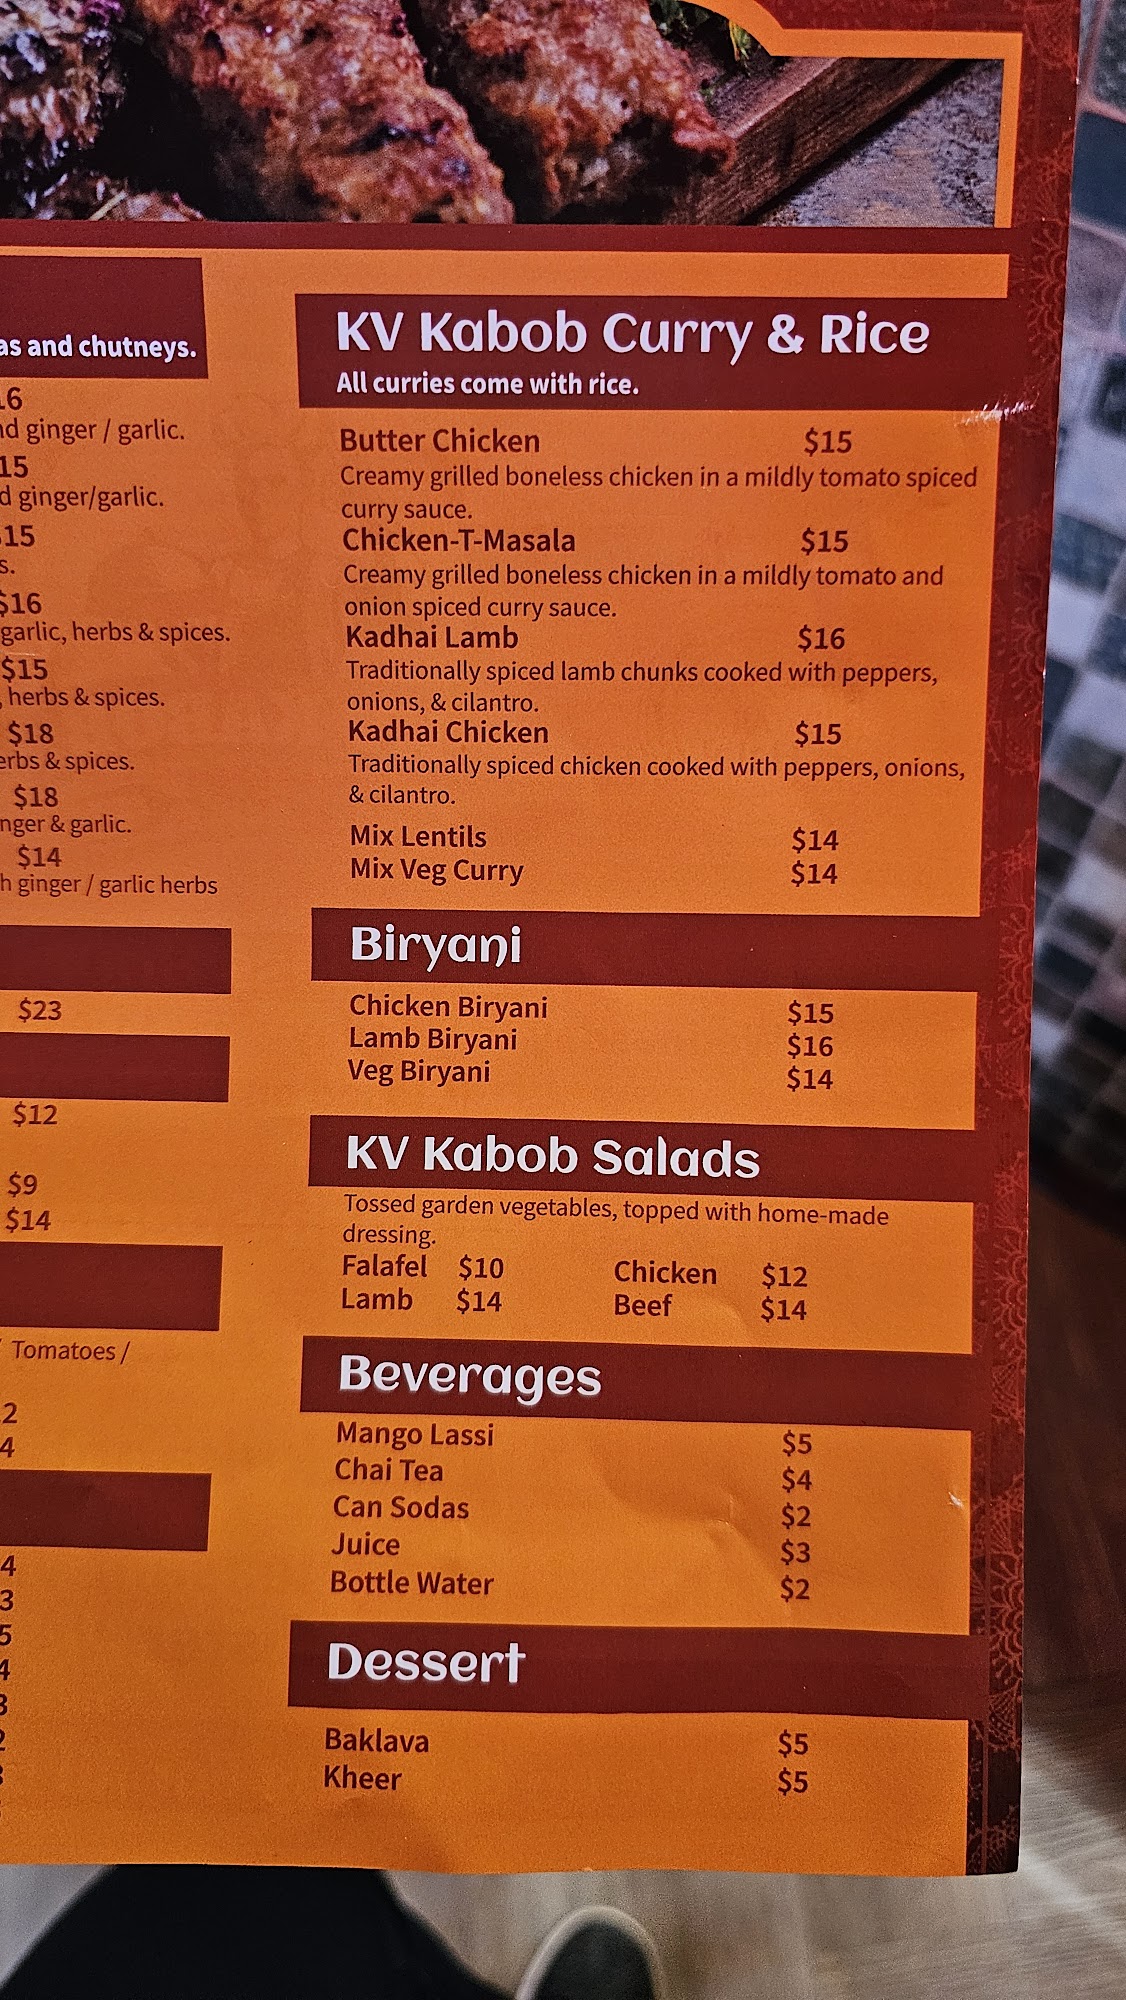 as and chutneys.
nd ginger / garlic.
d ginger/garlic.
s.
$16
garlic, herbs & spices.
$15
, herbs & spices.
$18
erbs & spices.
$18
nger & garlic.
$14
h ginger / garlic herbs
$23
$12
$9
$14
/ Tomatoes /
KV Kabob Curry & Rice
All curries come with rice.
Butter Chicken $15
Creamy grilled boneless chicken in a mildly tomato spiced
curry sauce.
Chicken-T-Masala $15
Creamy grilled boneless chicken in a mildly tomato and
onion spiced curry sauce.
Kadhai Lamb $16
Traditionally spiced lamb chunks cooked with peppers,
onions, & cilantro.
Kadhai Chicken $15
Traditionally spiced chicken cooked with peppers, onions,
& cilantro.
Mix Lentils $14
Mix Veg Curry $14
Biryani
Chicken Biryani $15
Lamb Biryani $16
Veg Biryani $14
KV Kabob Salads
Tossed garden vegetables, topped with home-made
dressing.
Falafel $10 Chicken $12
Lamb $14 Beef $14
Beverages
Mango Lassi $5
Chai Tea $4
Can Sodas $2
Juice $3
Bottle Water $2
Dessert
Baklava $5
Kheer $5